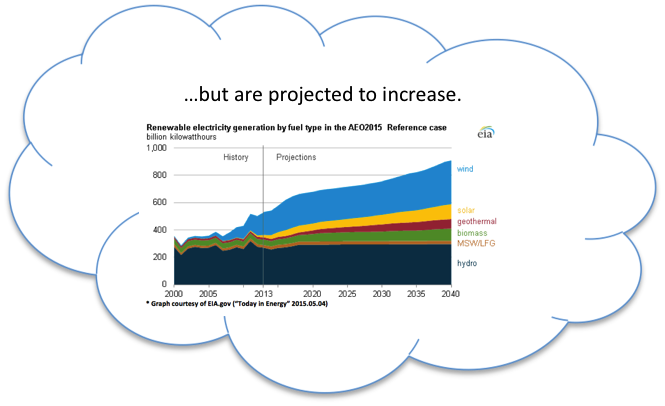 ...but are projected to increase.
Renewable electricity generation by fuel type in the AEO2015 Reference case
billion kilowatthours
eia
1,000
History Projections
800
wind
600
solar
400
geothermal
biomass
MSW/LFG
200
hydro
0
2000 2005 2013 2020 2025 2030 2035 2040
* Graph courtesy of EIA.gov ("Today in Energy" 2015.05.04)